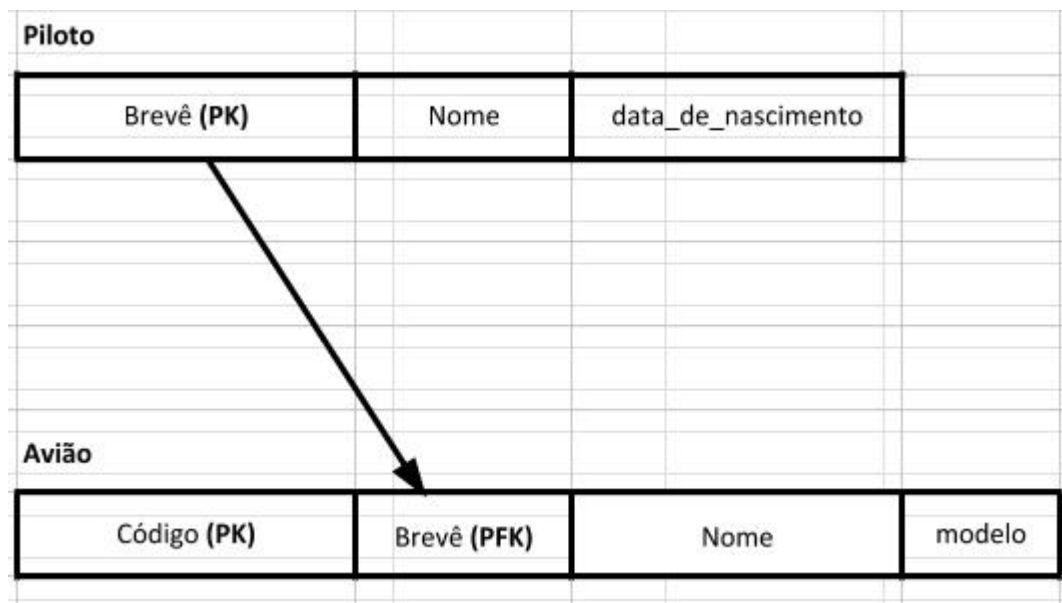 Piloto
Brevê (PK) Nome data_de_nascimento
Avião
Código (PK) Brevê (PFK) Nome modelo